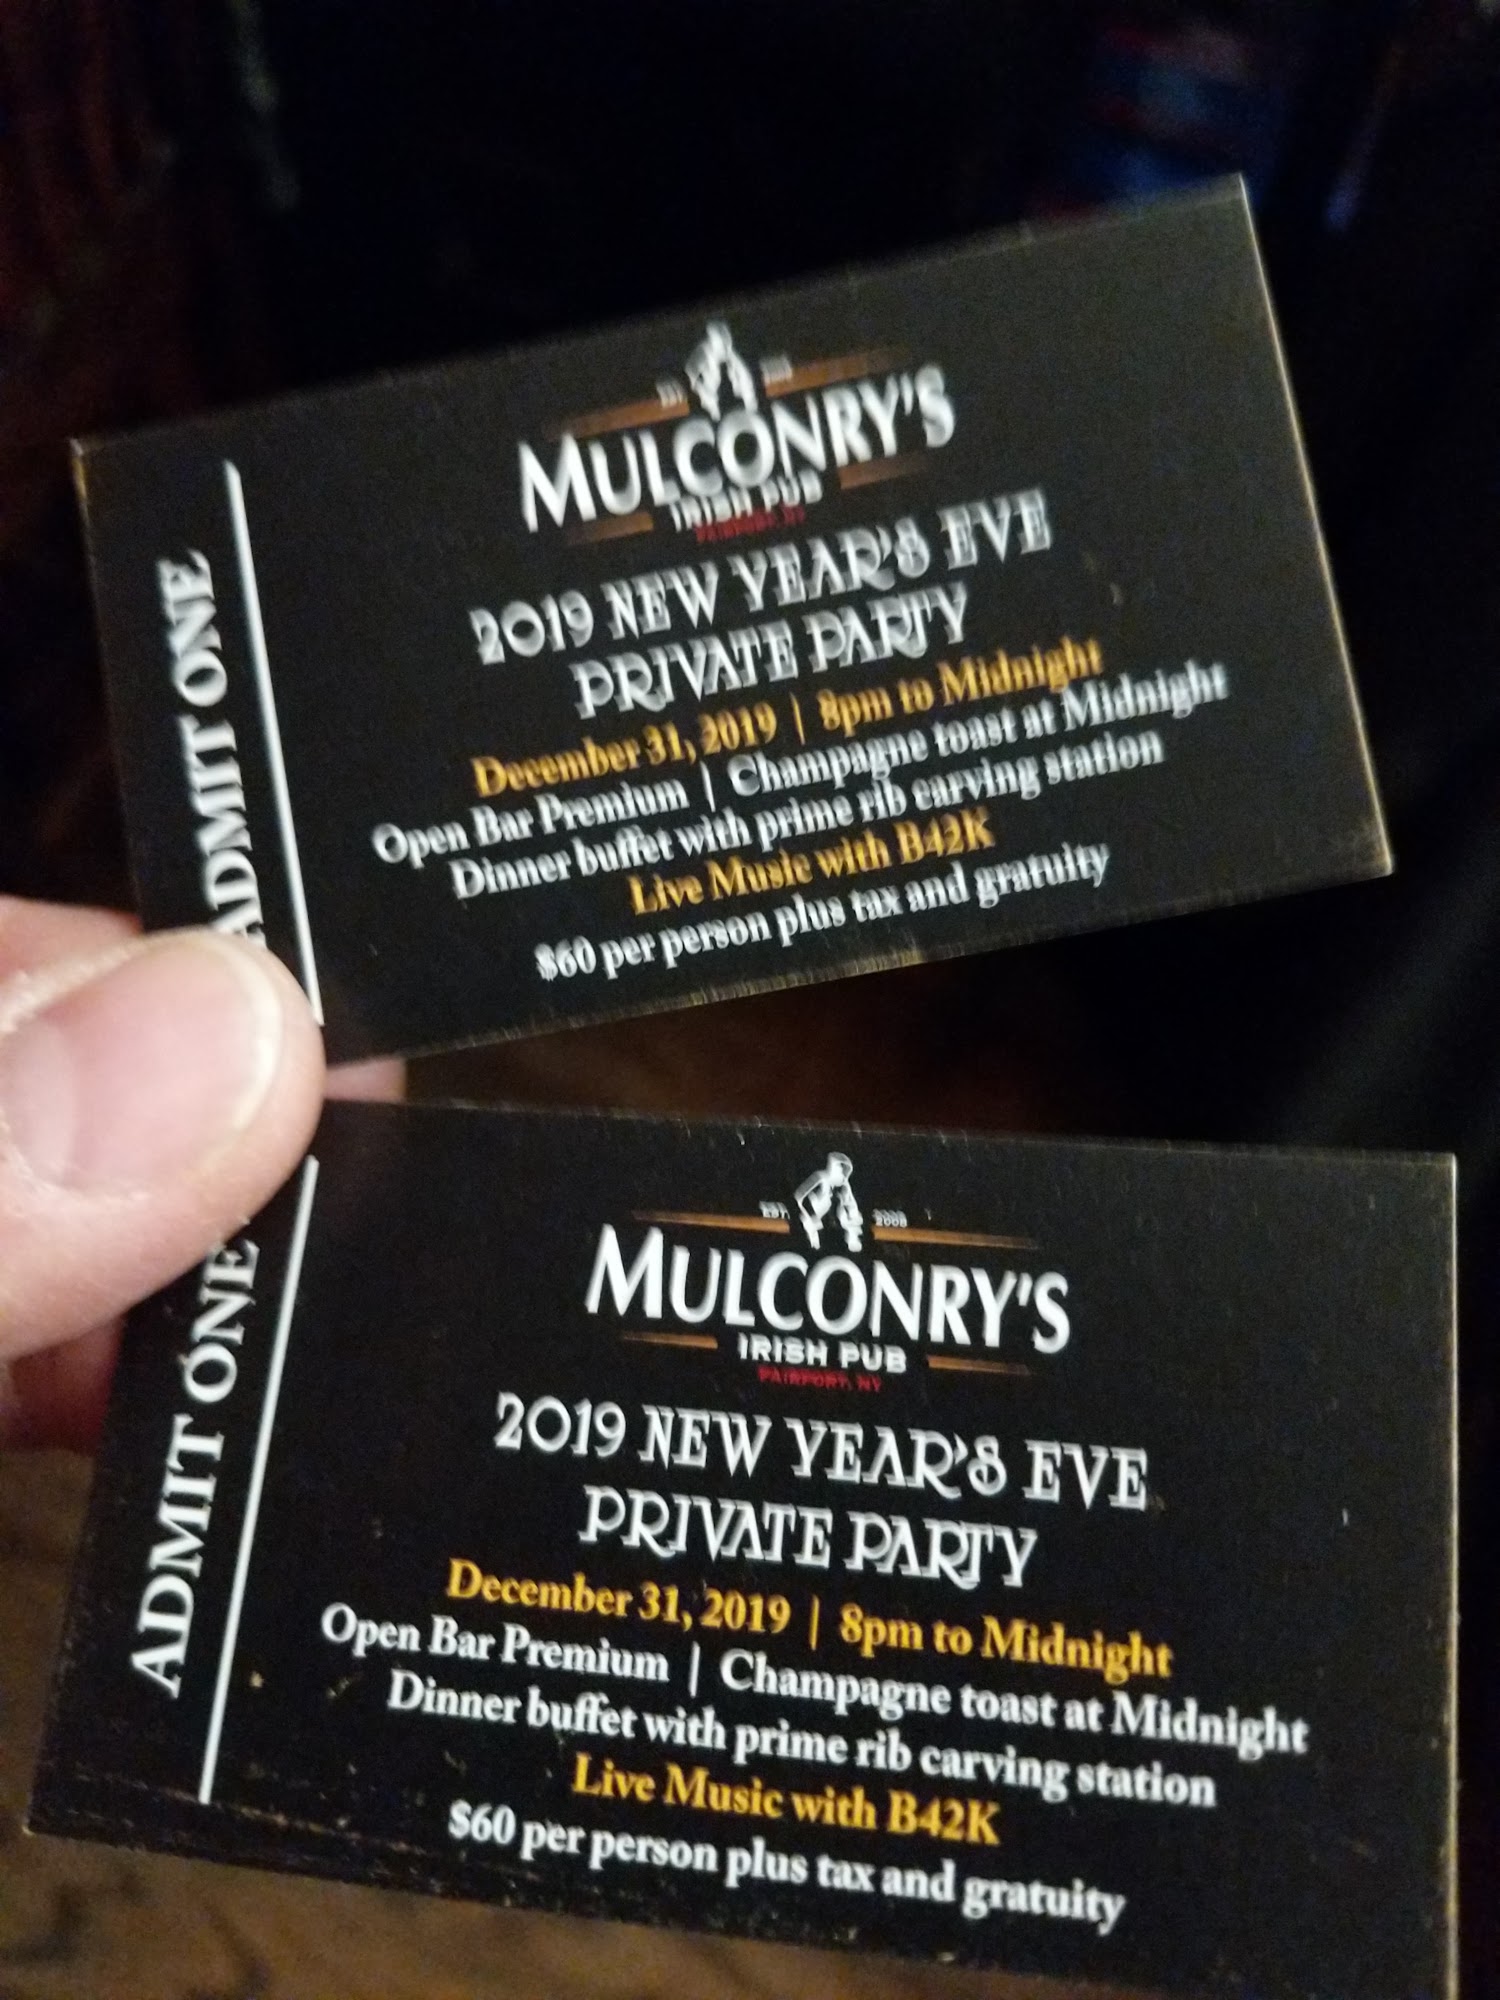 MULCONRY'S
IRISH PUB
FAIRPORT, NY
2019 NEW YEAR'S EVE
PRIVATE PARTY
December 31, 2019 | 8pm to Midnight
Open Bar Premium | Champagne toast at Midnight
Dinner buffet with prime rib carving station
Live Music with B42K
$60 per person plus tax and gratuity
ADMIT ONE
EST. 2008
MULCONRY'S
IRISH PUB
FAIRPORT, NY
2019 NEW YEAR'S EVE
PRIVATE PARTY
December 31, 2019 | 8pm to Midnight
Open Bar Premium | Champagne toast at Midnight
Dinner buffet with prime rib carving station
Live Music with B42K
$60 per person plus tax and gratuity
ADMIT ONE